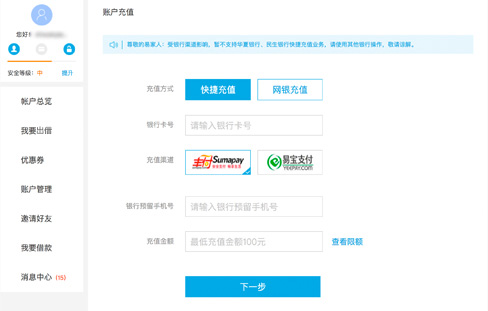 账户充值
您好!
安全等级：中 提升
尊敬的易家人：受银行渠道影响，暂不支持华夏银行、民生银行快捷充值业务，请使用其他银行操作，敬请谅解。
帐户总览
我要出借
优惠券
账户管理
邀请好友
我要借款
消息中心 (15)
充值方式 快捷充值 网银充值
银行卡号 请输入银行卡号
充值渠道 丰付 Sumapay 易宝支付 YEEPAY.COM
银行预留手机号 请输入银行预留手机号
充值金额 最低充值金额100元 查看限额
下一步